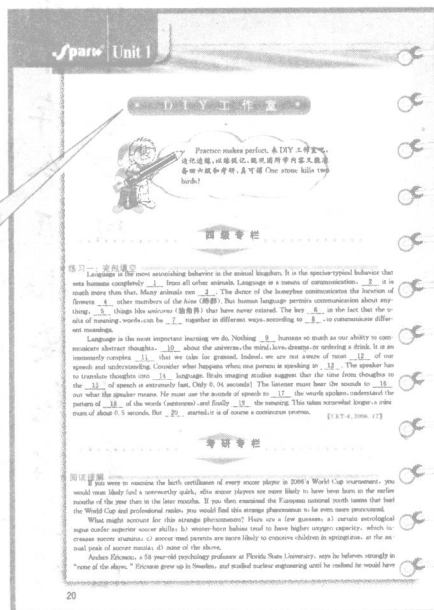 Spark Unit 1
DIY工作室
Practice makes perfect. 来 DIY 工作室吧,
边记边练,以练促记,既巩固所学内容又能准
备四六级和考研,真可谓 One stone kills two
birds!
四级专栏
练习一:完形填空
Language is the most astonishing behavior in the animal kingdom. It is the species-typical behavior that
sets humans completely 1 from all other animals. Language is a means of communication, 2 it is
much more than that. Many animals can 3 . The dance of the honeybee communicates the location of
flowers 4 other members of the hive (蜂群). But human language permits communication about any-
thing, 5 things like unicorns (独角兽) that have never existed. The key 6 in the fact that the u-
nits of meaning, words, can be 7 together in different ways, according to 8 , to communicate differ-
ent meanings.
Language is the most important learning we do. Nothing 9 humans so much as our ability to com-
municate abstract thoughts, 10 about the universe, the mind, love, dreams, or ordering a drink. It is an
immensely complex 11 that we take for granted. Indeed, we are not aware of most 12 of our
speech and understanding. Consider what happens when one person is speaking to 13 . The speaker has
to translate thoughts into 14 language. Brain imaging studies suggest that the time from thoughts to
the 15 of speech is extremely fast. Only 0.04 seconds! The listener must hear the sounds to 16
out what the speaker means. He must use the sounds of speech to 17 the words spoken, understand the
pattern of 18 of the words (sentences), and finally 19 the meaning. This takes somewhat longer, a mini-
mum of about 0.5 seconds. But 20 started, it is of course a continuous process.
[CET-4, 2006. 12]
考研专栏
阅读理解
If you were to examine the birth certificates of every soccer player in 2006's World Cup tournament, you
would most likely find a noteworthy quirk, elite soccer players are more likely to have been born in the earlier
months of the year than in the later months. If you then examined the European national youth teams that feed
the World Cup and professional ranks, you would find this strange phenomenon to be even more pronounced.
What might account for this strange phenomenon? Here are a few guesses: a) certain astrological
signs confer superior soccer skills; b) winter-born babies tend to have higher oxygen capacity, which in-
creases soccer stamina; c) soccer mad parents are more likely to conceive children in springtime, at the an-
nual peak of soccer mania; d) none of the above.
Anders Ericsson, a 58-year-old psychology professor at Florida State University, says he believes strongly in
"none of the above." Ericsson grew up in Sweden, and studied nuclear engineering until he realized he would have
20